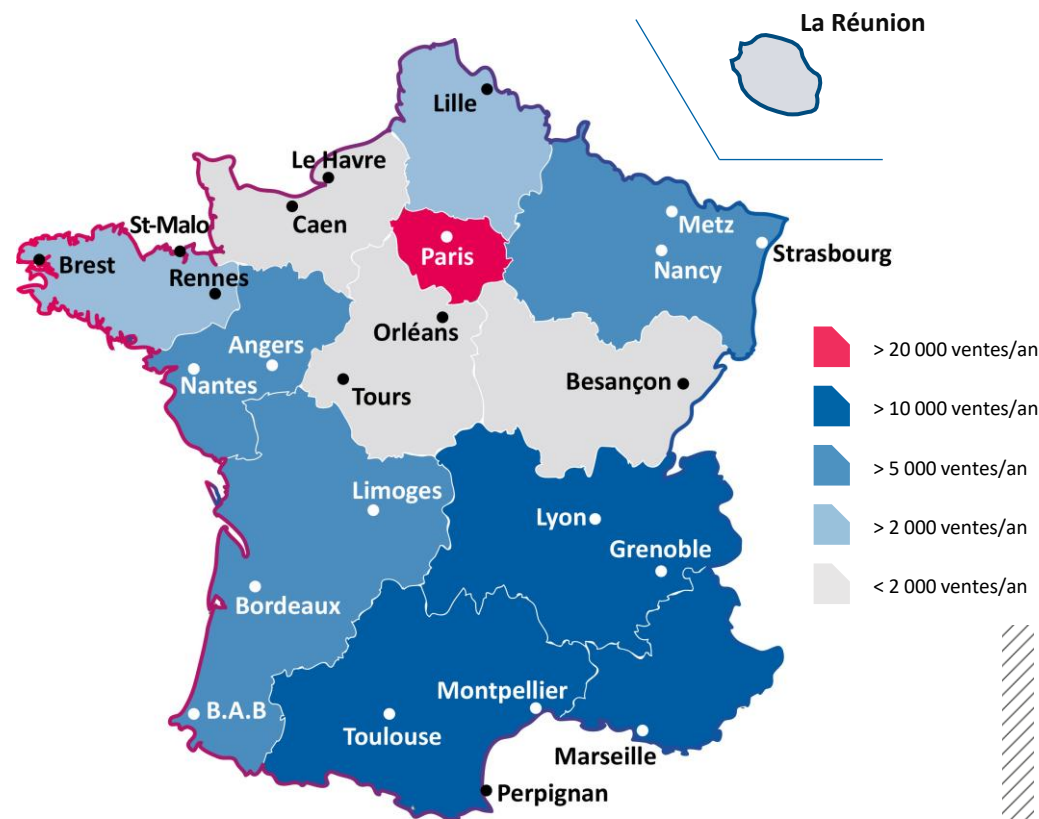 La Réunion
Lille
Le Havre
Caen
St-Malo
Brest
Rennes
Paris
Metz
Nancy
Strasbourg
Orléans
Angers
Nantes
Tours
Besançon
Limoges
Lyon
Grenoble
Bordeaux
B.A.B
Toulouse
Montpellier
Marseille
Perpignan
> 20 000 ventes/an
> 10 000 ventes/an
> 5 000 ventes/an
> 2 000 ventes/an
< 2 000 ventes/an